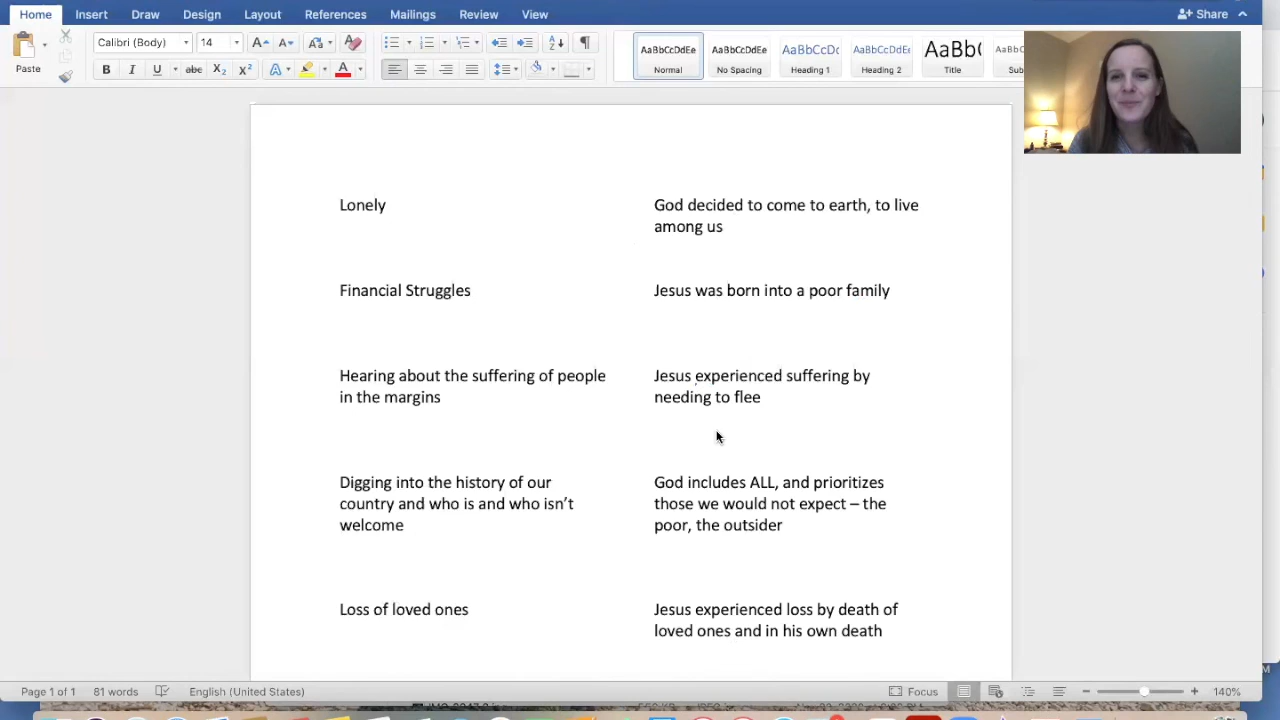 Home Insert Draw Design Layout References Mailings Review View Share
Calibri (Body) 14
AaBbCcDdEe AaBbCcDdEe AaBbCcDc AaBbCcDdEe AaBb( AaBbC
Paste
B I U abc X₂ X²
Normal No Spacing Heading 1 Heading 2 Title Sub
Lonely
God decided to come to earth, to live
among us
Financial Struggles
Jesus was born into a poor family
Hearing about the suffering of people
in the margins
Jesus experienced suffering by
needing to flee
Digging into the history of our
country and who is and who isn’t
welcome
God includes ALL, and prioritizes
those we would not expect – the
poor, the outsider
Loss of loved ones
Jesus experienced loss by death of
loved ones and in his own death
Page 1 of 1 81 words English (United States) Focus 140%